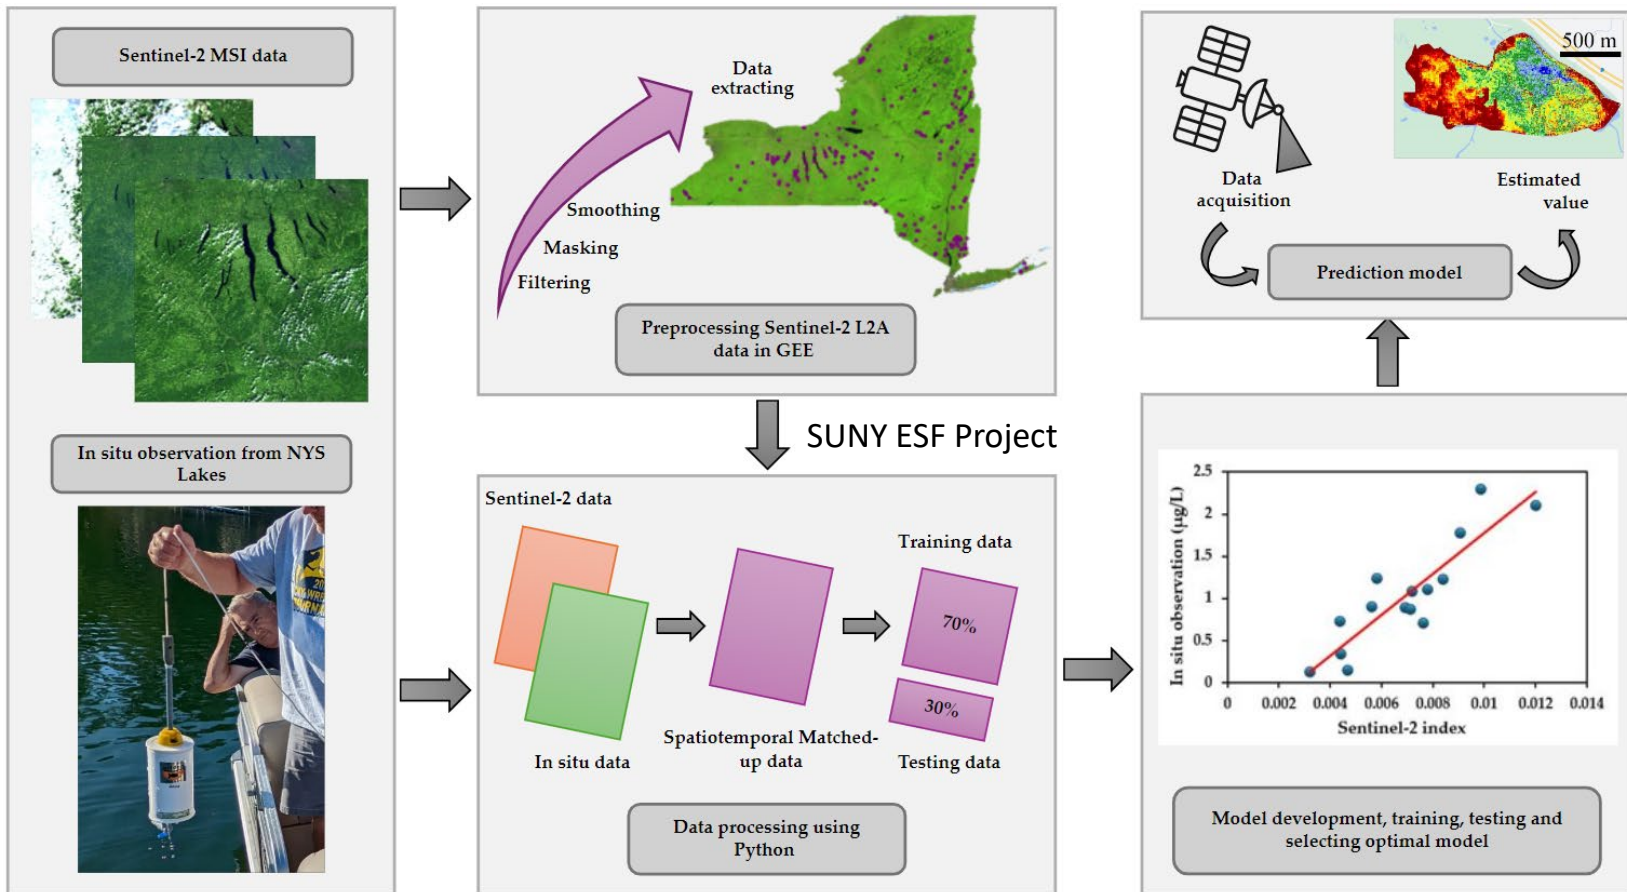 Sentinel-2 MSI data
In situ observation from NYS
Lakes
Data
extracting
Smoothing
Masking
Filtering
Preprocessing Sentinel-2 L2A
data in GEE
SUNY ESF Project
Sentinel-2 data
In situ data
Spatiotemporal Matched-
up data
Training data
70%
30%
Testing data
Data processing using
Python
500 m
Data
acquisition
Estimated
value
Prediction model
In situ observation (µg/L)
2.5
2
1.5
1
0.5
0
0
0.002
0.004
0.006
0.008
0.01
0.012
0.014
Sentinel-2 index
Model development, training, testing and
selecting optimal model